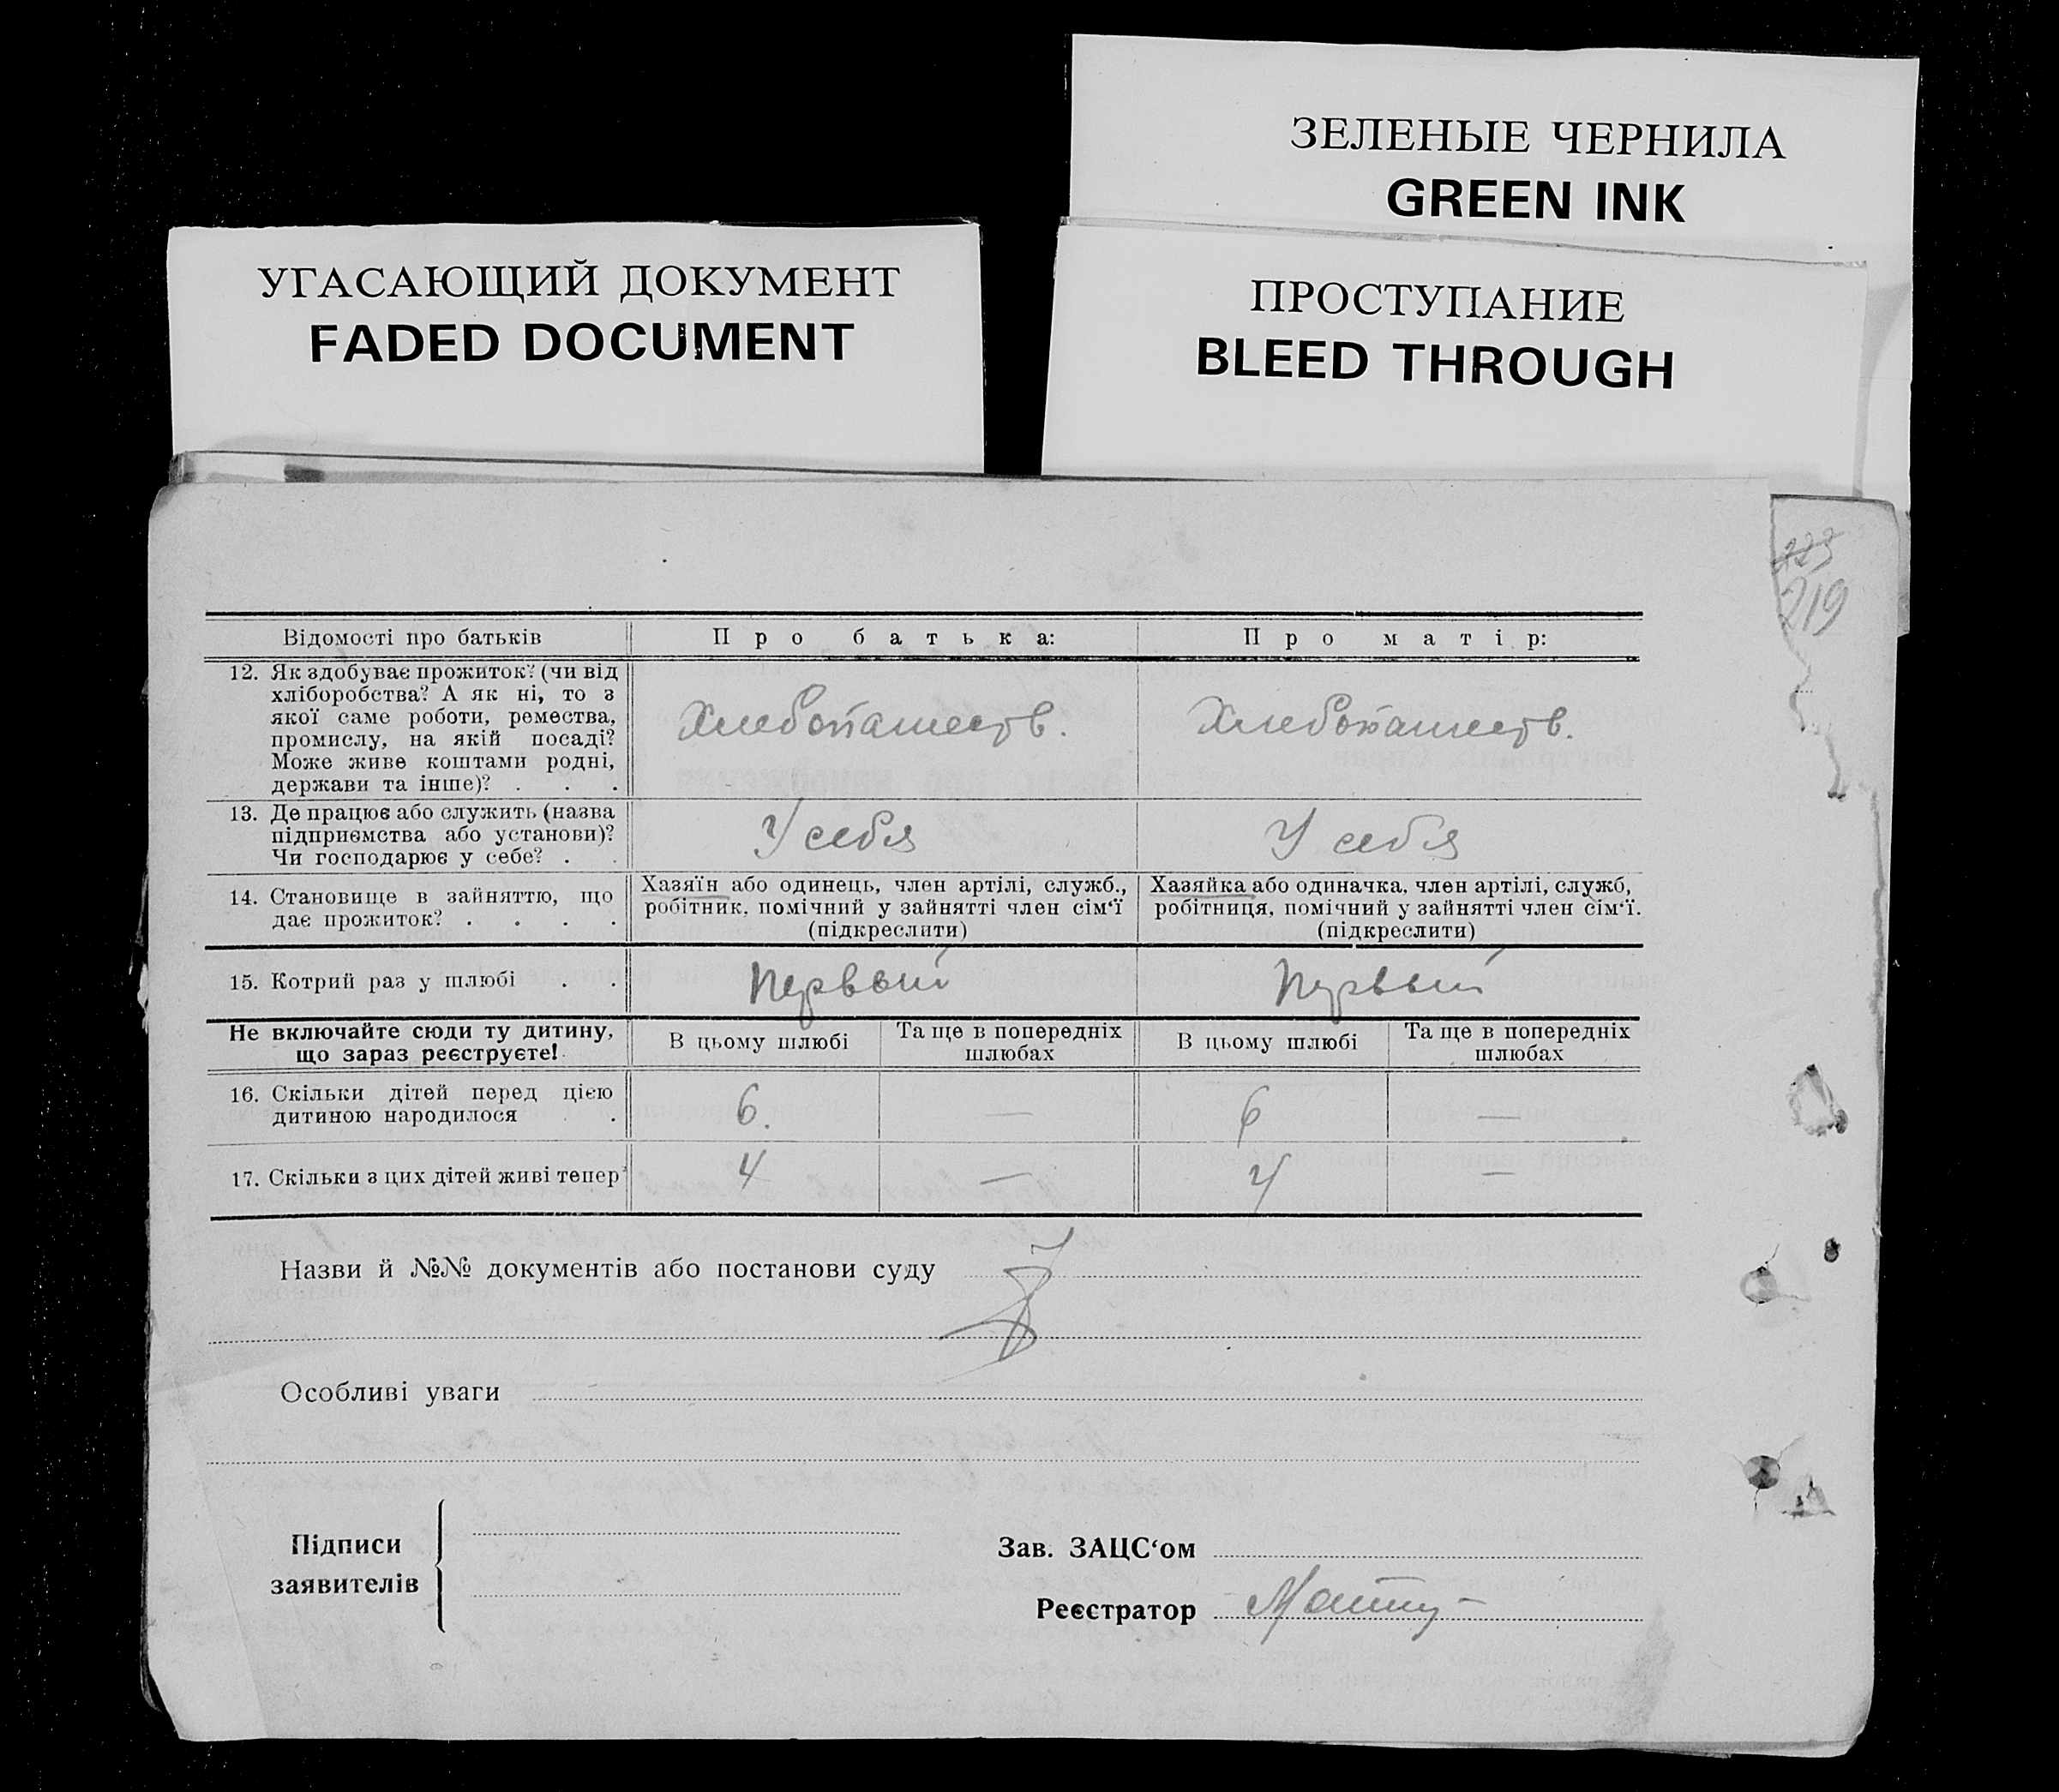 ЗЕЛЕНЫЕ ЧЕРНИЛА
GREEN INK
УГАСАЮЩИЙ ДОКУМЕНТ
FADED DOCUMENT
ПРОСТУПАНИЕ
BLEED THROUGH
223
219
Відомості про батьків
Про батька:
Про матір:
12. Як здобуває прожиток? (чи від
хліборобства? А як ні, то з
якої саме роботи, ремества,
промислу, на якій посаді?
Може живе коштами родні,
держави та інше)? . . .
Хлебопашеств.
Хлебопашеств.
13. Де працює або служить (назва
підприємства або установи)?
Чи господарює у себе? . .
У себя
У себя
14. Становище в зайняттю, що
дає прожиток? . . . .
Хазяїн або одинець, член артілі, служб.,
робітник, помічний у зайнятті член сім‘ї
(підкреслити)
Хазяйка або одиначка, член артілі, служб,
робітниця, помічний у зайнятті член сім‘ї.
(підкреслити)
15. Котрий раз у шлюбі . .
Первый
Первый
Не включайте сюди ту дитину,
що зараз реєструєте!
В цьому шлюбі
Та ще в попередніх
шлюбах
В цьому шлюбі
Та ще в попередніх
шлюбах
16. Скільки дітей перед цією
дитиною народилося . .
6.
—
6
—
17. Скільки з цих дітей живі тепер
4
—
4
—
Назви й №№ документів або постанови суду
Особливі уваги
Підписи
заявителів
Зав. ЗАЦС‘ом
Реєстратор